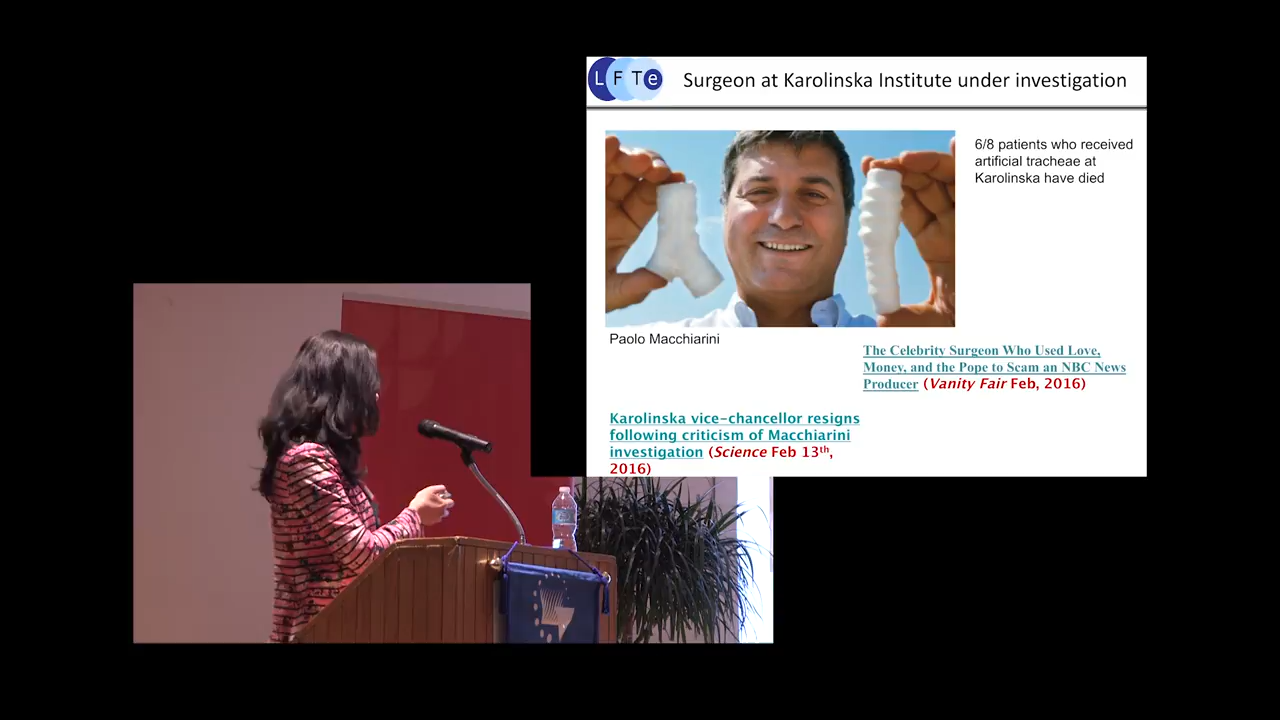 LFTe
Surgeon at Karolinska Institute under investigation
6/8 patients who received
artificial tracheae at
Karolinska have died
Paolo Macchiarini
The Celebrity Surgeon Who Used Love,
Money, and the Pope to Scam an NBC News
Producer (Vanity Fair Feb, 2016)
Karolinska vice-chancellor resigns
following criticism of Macchiarini
investigation (Science Feb 13th,
2016)